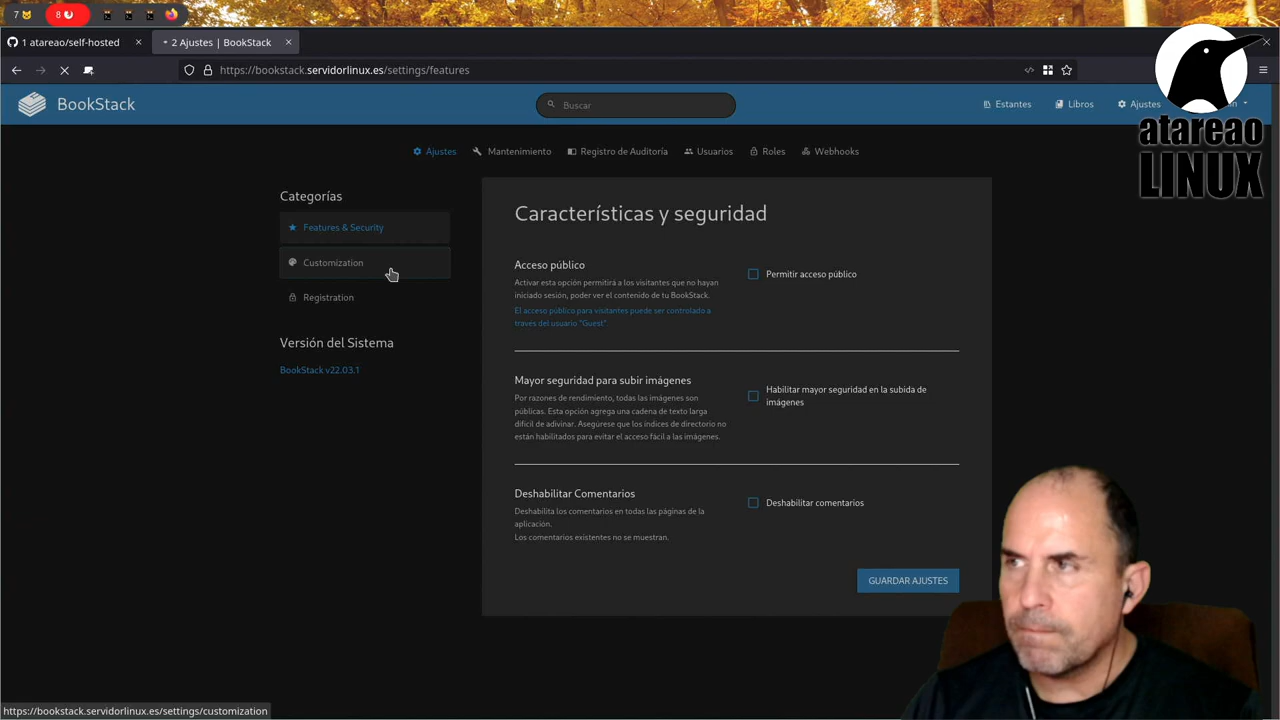 7
8
1 atareao/self-hosted
2 Ajustes | BookStack
https://bookstack.servidorlinux.es/settings/features
BookStack
Buscar
Estantes
Libros
Ajustes
atareao
LINUX
Ajustes
Mantenimiento
Registro de Auditoría
Usuarios
Roles
Webhooks
Categorías
Features & Security
Customization
Registration
Versión del Sistema
BookStack v22.03.1
Características y seguridad
Acceso público
Activar esta opción permitirá a los visitantes que no hayan
iniciado sesión, poder ver el contenido de tu BookStack.
El acceso público para visitantes puede ser controlado a
través del usuario "Guest".
Permitir acceso público
Mayor seguridad para subir imágenes
Por razones de rendimiento, todas las imágenes son
públicas. Esta opción agrega una cadena de texto larga
difícil de adivinar. Asegúrese que los índices de directorio no
están habilitados para evitar el acceso fácil a las imágenes.
Habilitar mayor seguridad en la subida de
imágenes
Deshabilitar Comentarios
Deshabilita los comentarios en todas las páginas de la
aplicación.
Los comentarios existentes no se muestran.
Deshabilitar comentarios
GUARDAR AJUSTES
https://bookstack.servidorlinux.es/settings/customization